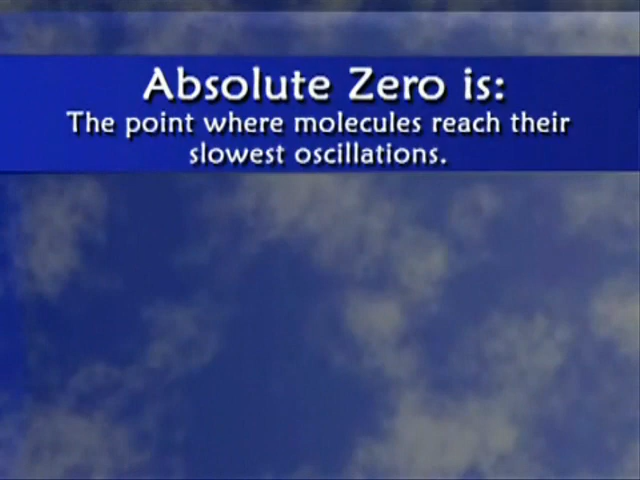 Absolute Zero is:
The point where molecules reach their
slowest oscillations.